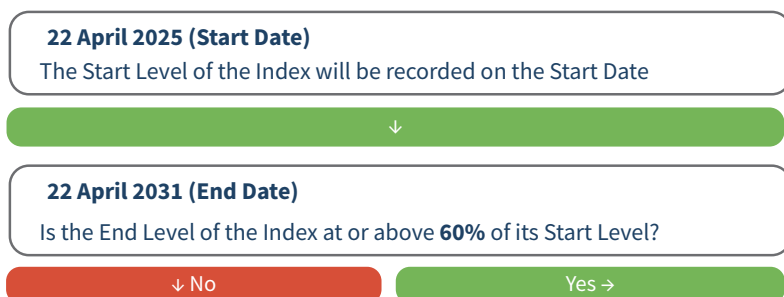 22 April 2025 (Start Date)
The Start Level of the Index will be recorded on the Start Date
↓
22 April 2031 (End Date)
Is the End Level of the Index at or above 60% of its Start Level?
↓ No
Yes →